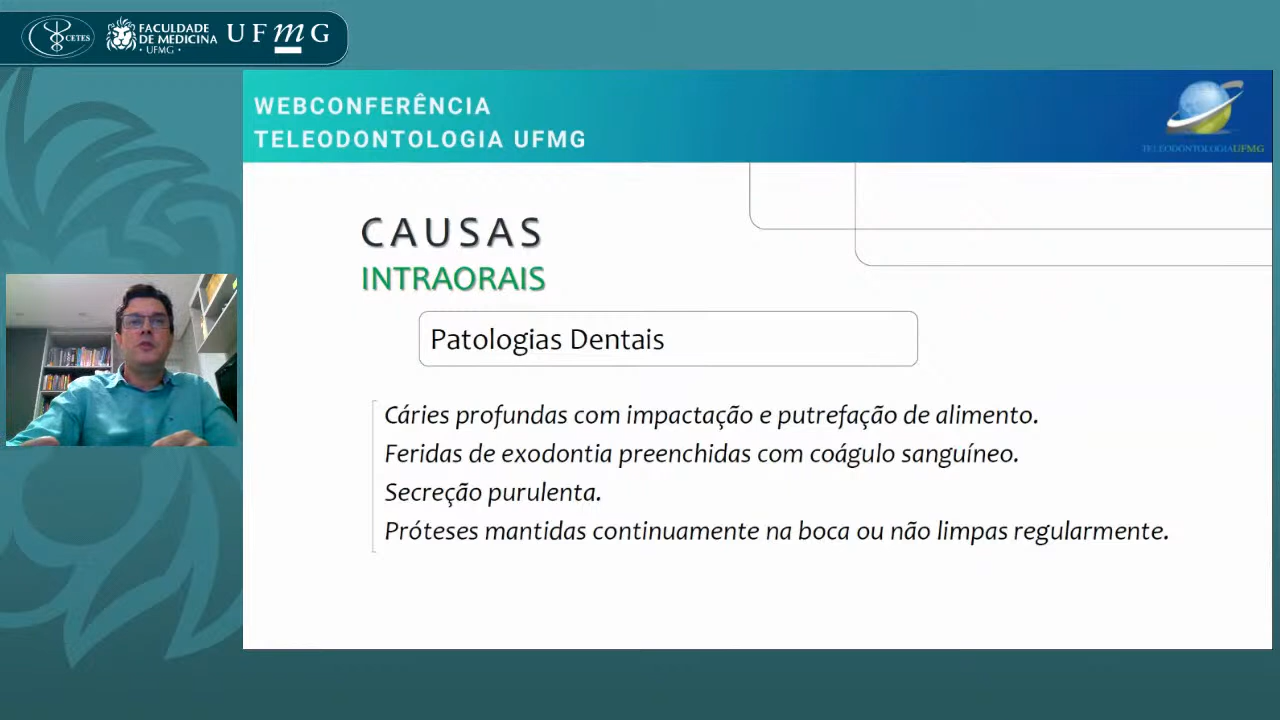 CETES
FACULDADE
DE MEDICINA
• UFMG •
UFmG
WEBCONFERÊNCIA
TELEODONTOLOGIA UFMG
TELEODONTOLOGIAUFMG
CAUSAS
INTRAORAIS
Patologias Dentais
Cáries profundas com impactação e putrefação de alimento.
Feridas de exodontia preenchidas com coágulo sanguíneo.
Secreção purulenta.
Próteses mantidas continuamente na boca ou não limpas regularmente.